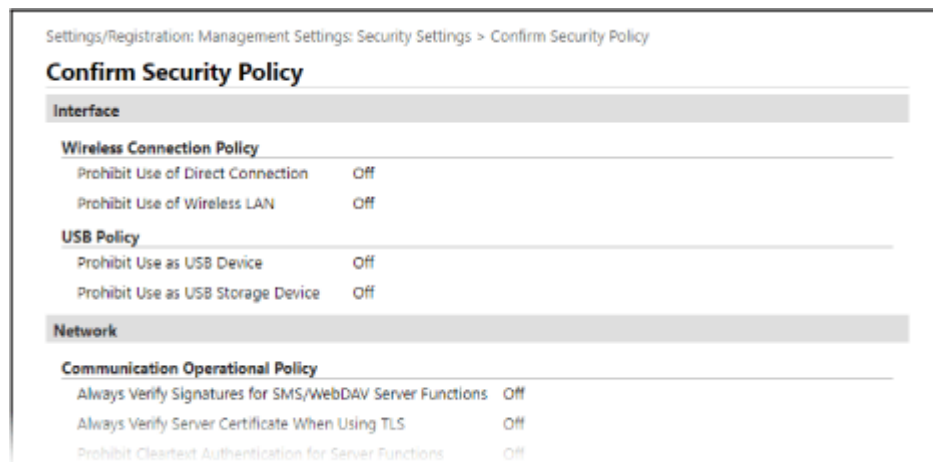 Settings/Registration: Management Settings: Security Settings > Confirm Security Policy
Confirm Security Policy
Interface
Wireless Connection Policy
Prohibit Use of Direct Connection Off
Prohibit Use of Wireless LAN Off
USB Policy
Prohibit Use as USB Device Off
Prohibit Use as USB Storage Device Off
Network
Communication Operational Policy
Always Verify Signatures for SMS/WebDAV Server Functions Off
Always Verify Server Certificate When Using TLS Off
Prohibit Cleartext Authentication for Server Functions Off